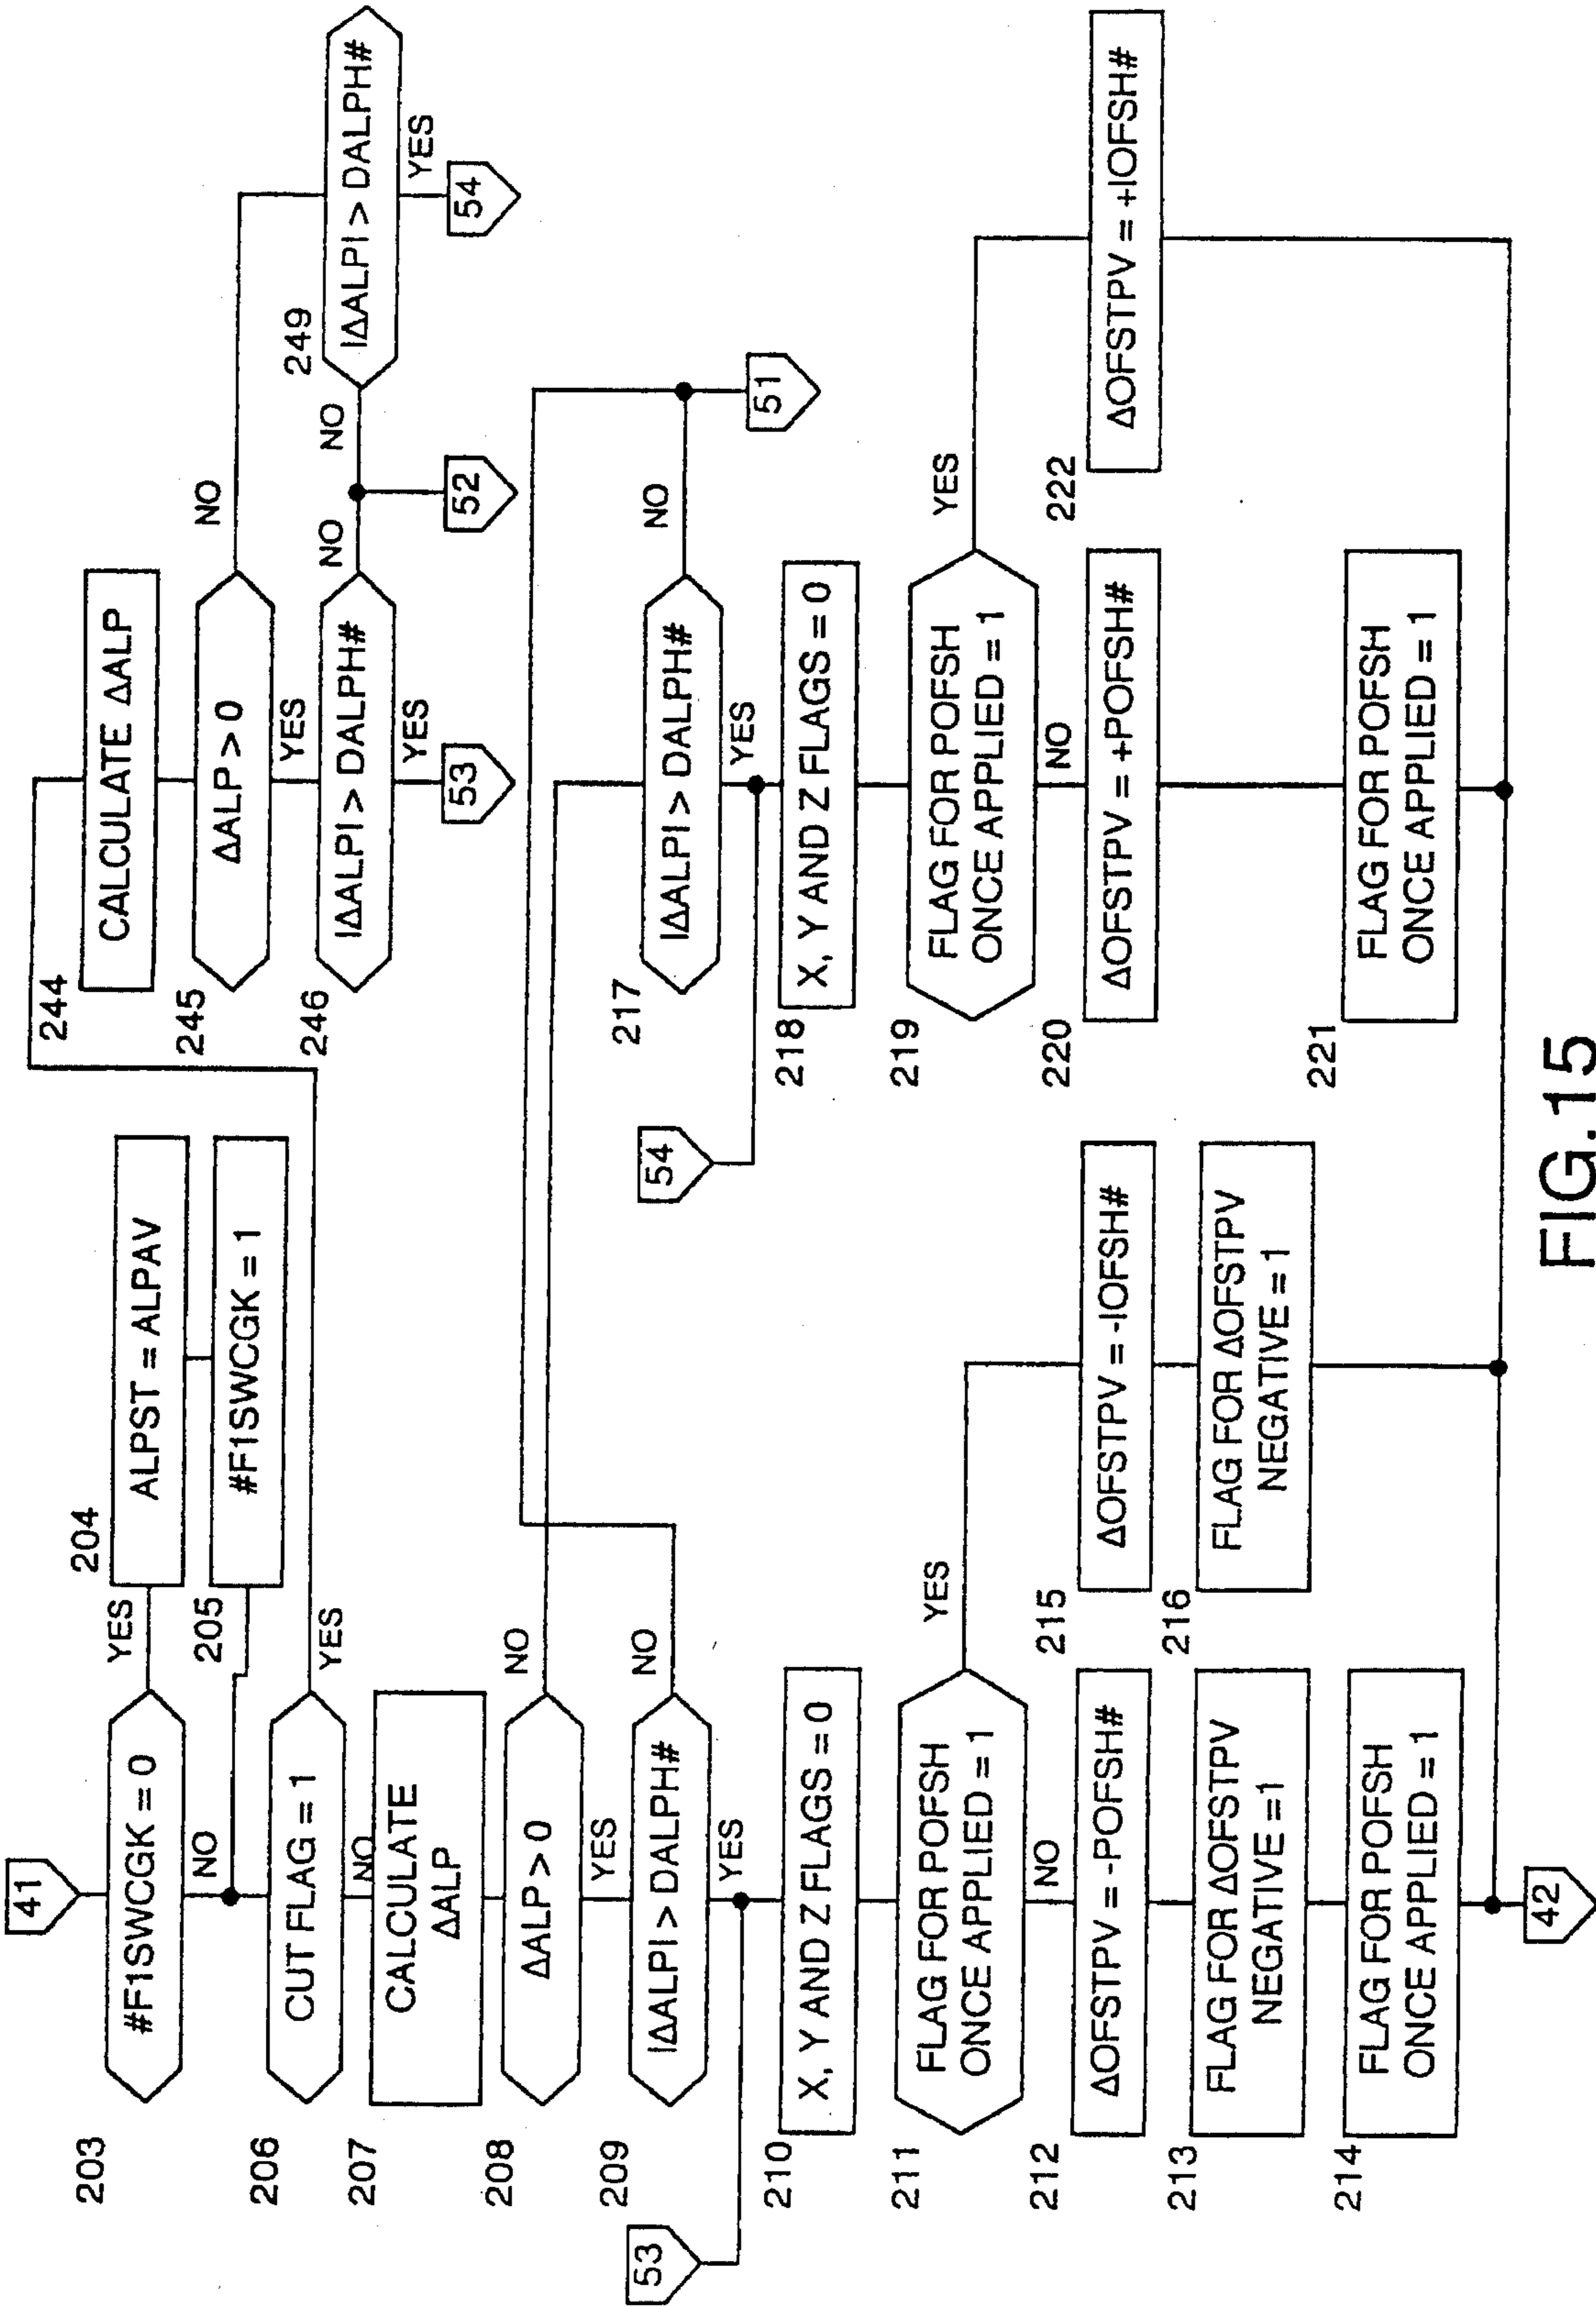 41
203
#F1SWCGK = 0
YES
NO
204
ALPST = ALPAV
205
#F1SWCGK = 1
206
CUT FLAG = 1
YES
NO
207
CALCULATE
ΔALP
208
ΔALP > 0
NO
YES
209
IΔALPI > DALPH#
NO
YES
53
210
X, Y AND Z FLAGS = 0
211
FLAG FOR POFSH
ONCE APPLIED = 1
YES
NO
212
ΔOFSTPV = -POFSH#
213
FLAG FOR ΔOFSTPV
NEGATIVE =1
214
FLAG FOR POFSH
ONCE APPLIED = 1
215
ΔOFSTPV = -IOFSH#
216
FLAG FOR ΔOFSTPV
NEGATIVE = 1
42
244
CALCULATE ΔALP
245
ΔALP > 0
NO
YES
246
IΔALPI > DALPH#
NO
YES
53
52
NO
249
IΔALPI > DALPH#
YES
54
217
IΔALPI > DALPH#
NO
YES
51
54
218
X, Y AND Z FLAGS = 0
219
FLAG FOR POFSH
ONCE APPLIED = 1
YES
NO
220
ΔOFSTPV = +POFSH#
221
FLAG FOR POFSH
ONCE APPLIED = 1
222
ΔOFSTPV = +IOFSH#
FIG.15